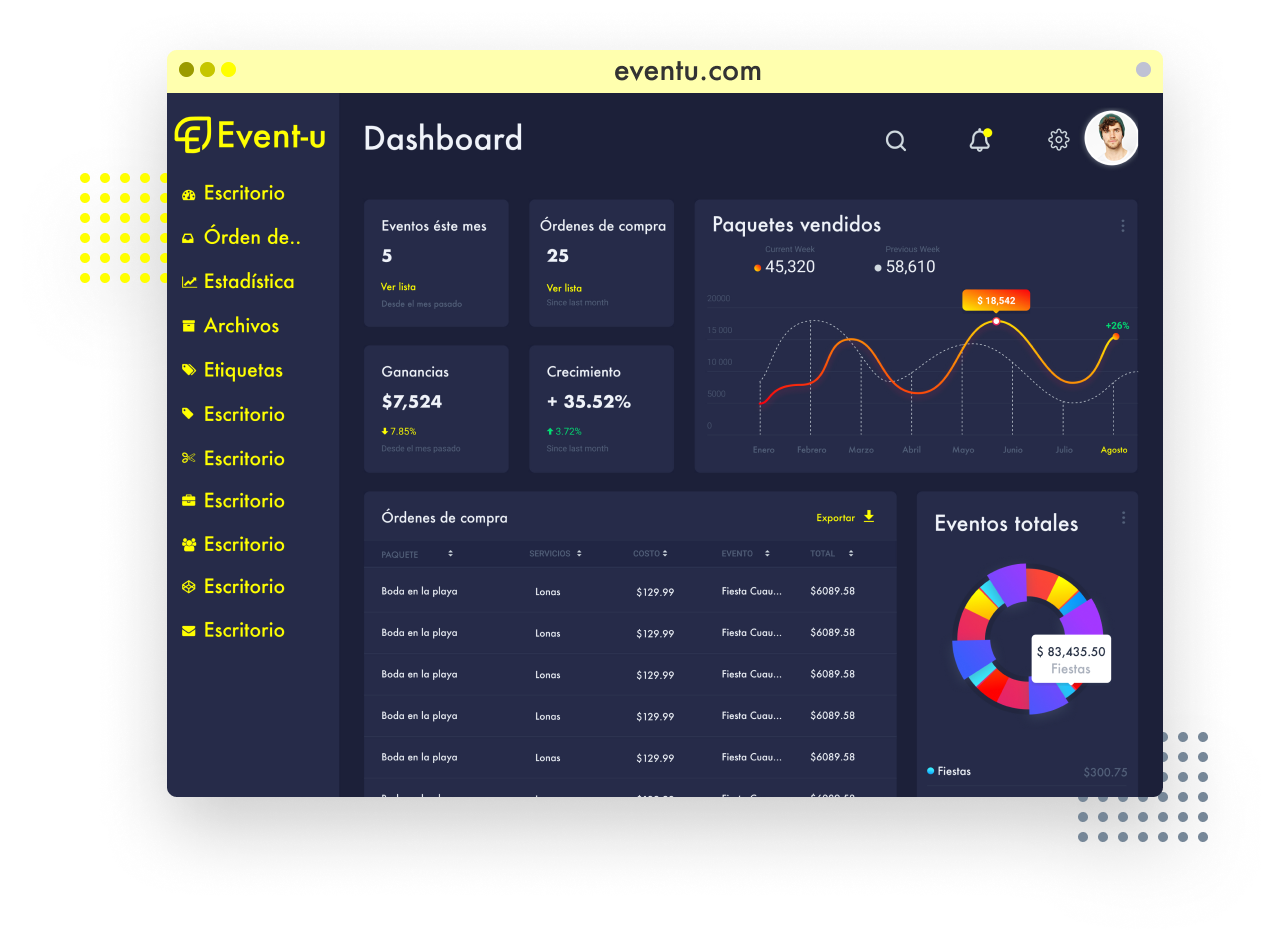 eventu.com
Event-u
Escritorio
Órden de..
Estadística
Archivos
Etiquetas
Escritorio
Escritorio
Escritorio
Escritorio
Escritorio
Escritorio
Dashboard
Eventos éste mes
5
Ver lista
Desde el mes pasado
Órdenes de compra
25
Ver lista
Since last month
Ganancias
$7,524
7.85%
Desde el mes pasado
Crecimiento
+ 35.52%
3.72%
Since last month
Paquetes vendidos
Current Week
45,320
Previous Week
58,610
20000
15 000
10 000
5000
0
$ 18,542
+26%
Enero Febrero Marzo Abril Mayo Junio Julio Agosto
Órdenes de compra
Exportar
PAQUETE SERVICIOS COSTO EVENTO TOTAL
Boda en la playa Lonas $129.99 Fiesta Cuau... $6089.58
Boda en la playa Lonas $129.99 Fiesta Cuau... $6089.58
Boda en la playa Lonas $129.99 Fiesta Cuau... $6089.58
Boda en la playa Lonas $129.99 Fiesta Cuau... $6089.58
Boda en la playa Lonas $129.99 Fiesta Cuau... $6089.58
Eventos totales
$ 83,435.50
Fiestas
Fiestas $300.75